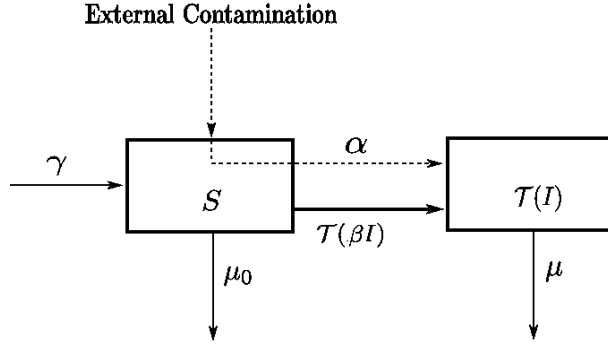 External Contamination
γ
α
S
𝒯(I)
𝒯(βI)
μ₀
μ